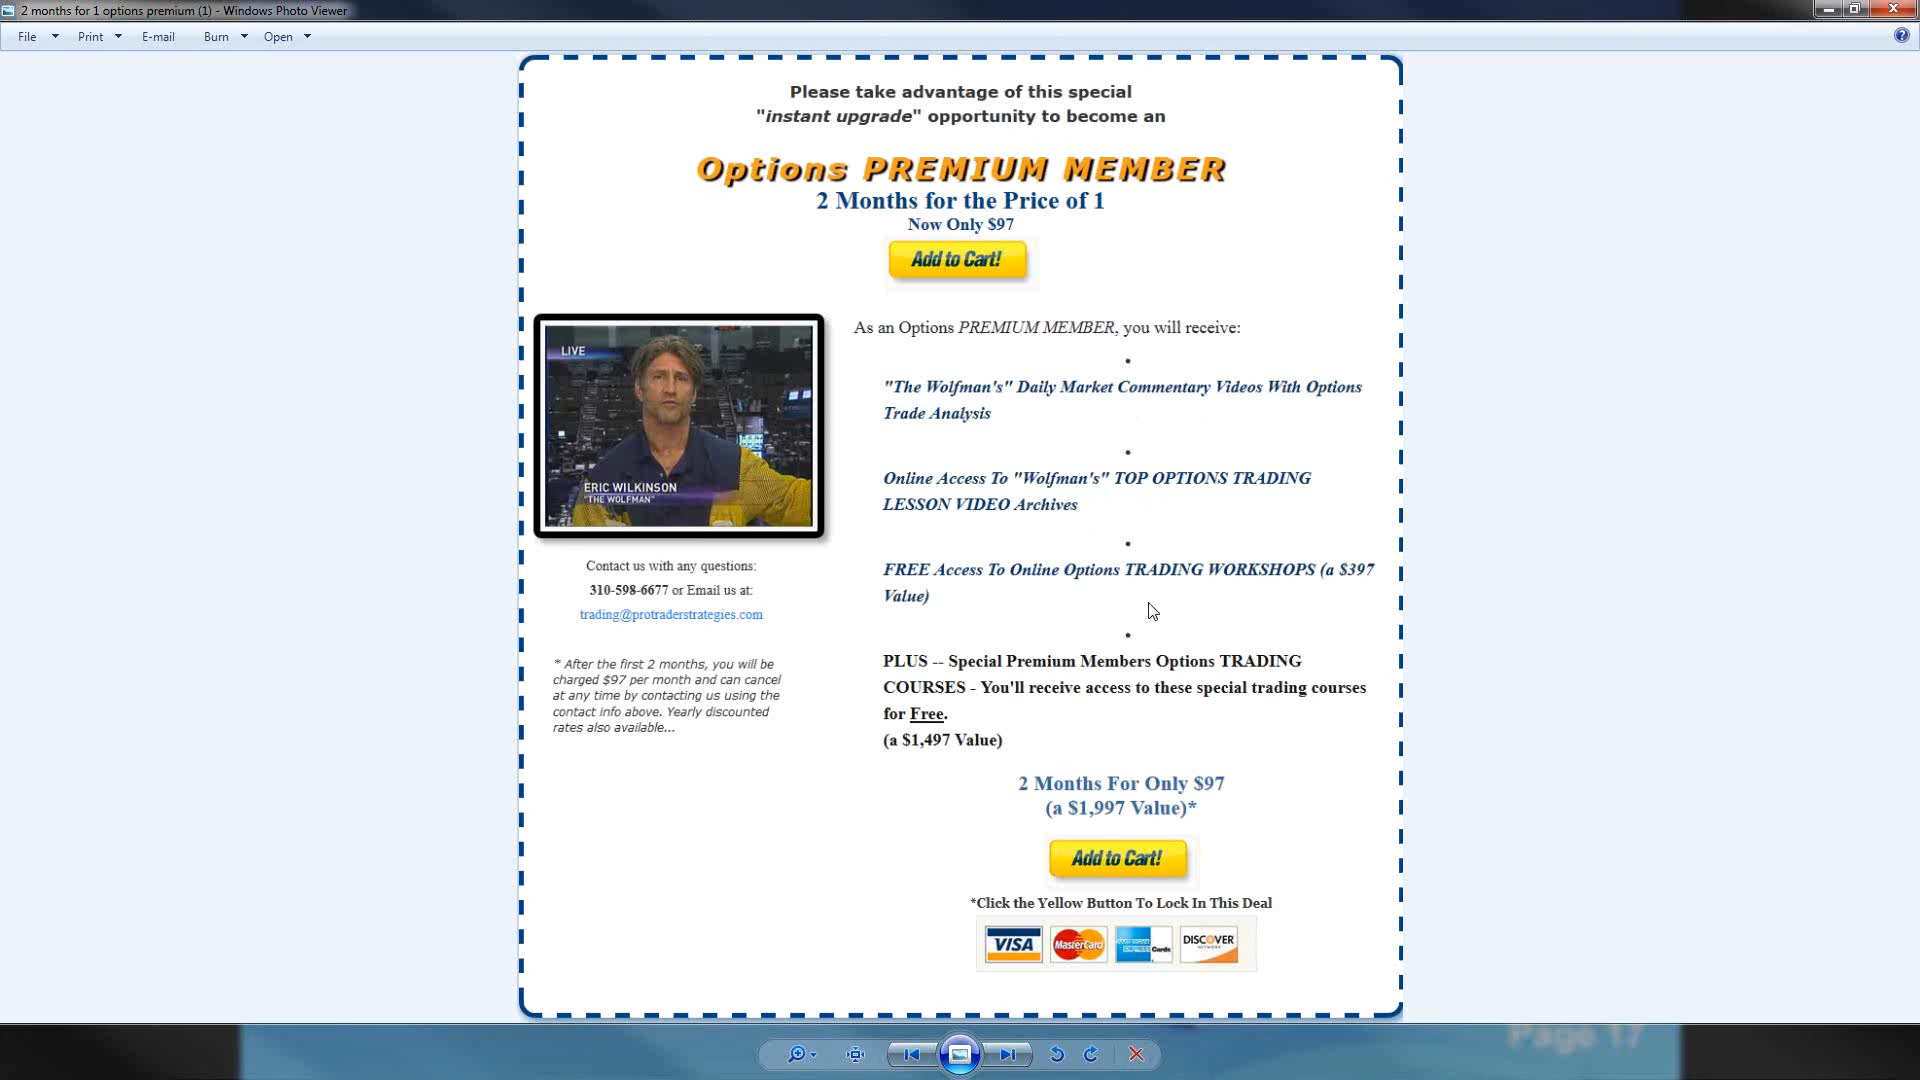 2 months for 1 options premium (1) - Windows Photo Viewer
File Print E-mail Burn Open
Please take advantage of this special
"instant upgrade" opportunity to become an
Options PREMIUM MEMBER
2 Months for the Price of 1
Now Only $97
Add to Cart!
LIVE
ERIC WILKINSON
"THE WOLFMAN"
Contact us with any questions:
310-598-6677 or Email us at:
trading@protraderstrategies.com
* After the first 2 months, you will be
charged $97 per month and can cancel
at any time by contacting us using the
contact info above. Yearly discounted
rates also available...
As an Options PREMIUM MEMBER, you will receive:
•
"The Wolfman's" Daily Market Commentary Videos With Options
Trade Analysis
•
Online Access To "Wolfman's" TOP OPTIONS TRADING
LESSON VIDEO Archives
•
FREE Access To Online Options TRADING WORKSHOPS (a $397
Value)
•
PLUS -- Special Premium Members Options TRADING
COURSES - You'll receive access to these special trading courses
for Free.
(a $1,497 Value)
2 Months For Only $97
(a $1,997 Value)*
Add to Cart!
*Click the Yellow Button To Lock In This Deal
VISA MasterCard AMERICAN EXPRESS Cards DISCOVER NETWORK
Page 17